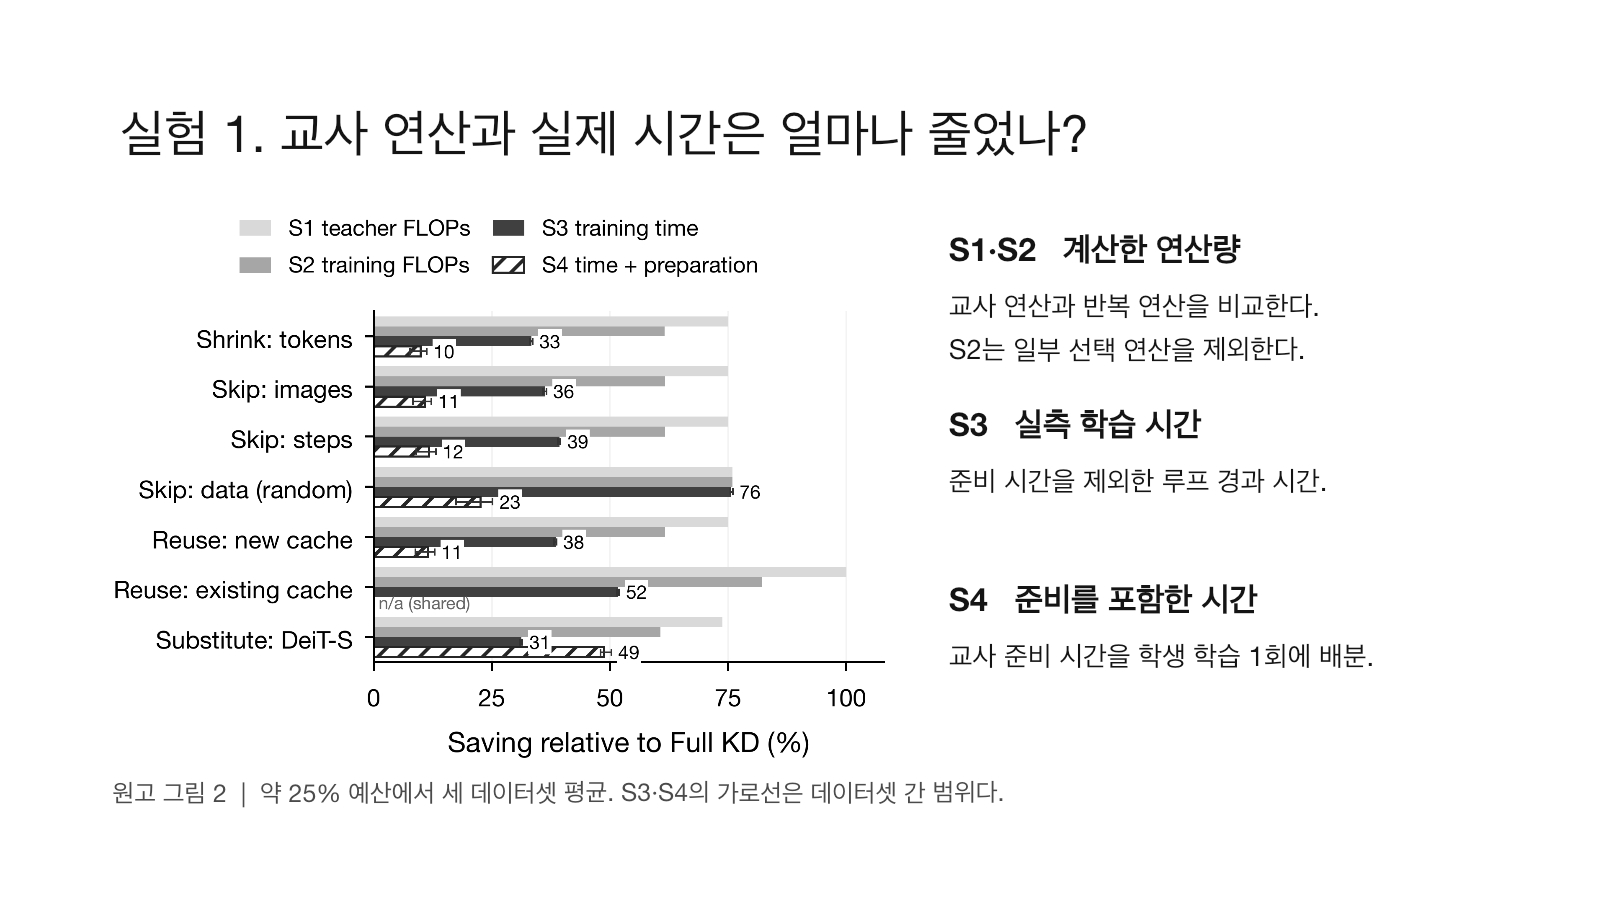 실험 1. 교사 연산과 실제 시간은 얼마나 줄었나?
S1 teacher FLOPs
S3 training time
S2 training FLOPs
S4 time + preparation
Shrink: tokens
33
10
Skip: images
36
11
Skip: steps
39
12
Skip: data (random)
76
23
Reuse: new cache
38
11
Reuse: existing cache
52
n/a (shared)
Substitute: DeiT-S
31
49
0 25 50 75 100
Saving relative to Full KD (%)
S1·S2 계산한 연산량
교사 연산과 반복 연산을 비교한다.
S2는 일부 선택 연산을 제외한다.
S3 실측 학습 시간
준비 시간을 제외한 루프 경과 시간.
S4 준비를 포함한 시간
교사 준비 시간을 학생 학습 1회에 배분.
원고 그림 2 | 약 25% 예산에서 세 데이터셋 평균. S3·S4의 가로선은 데이터셋 간 범위다.